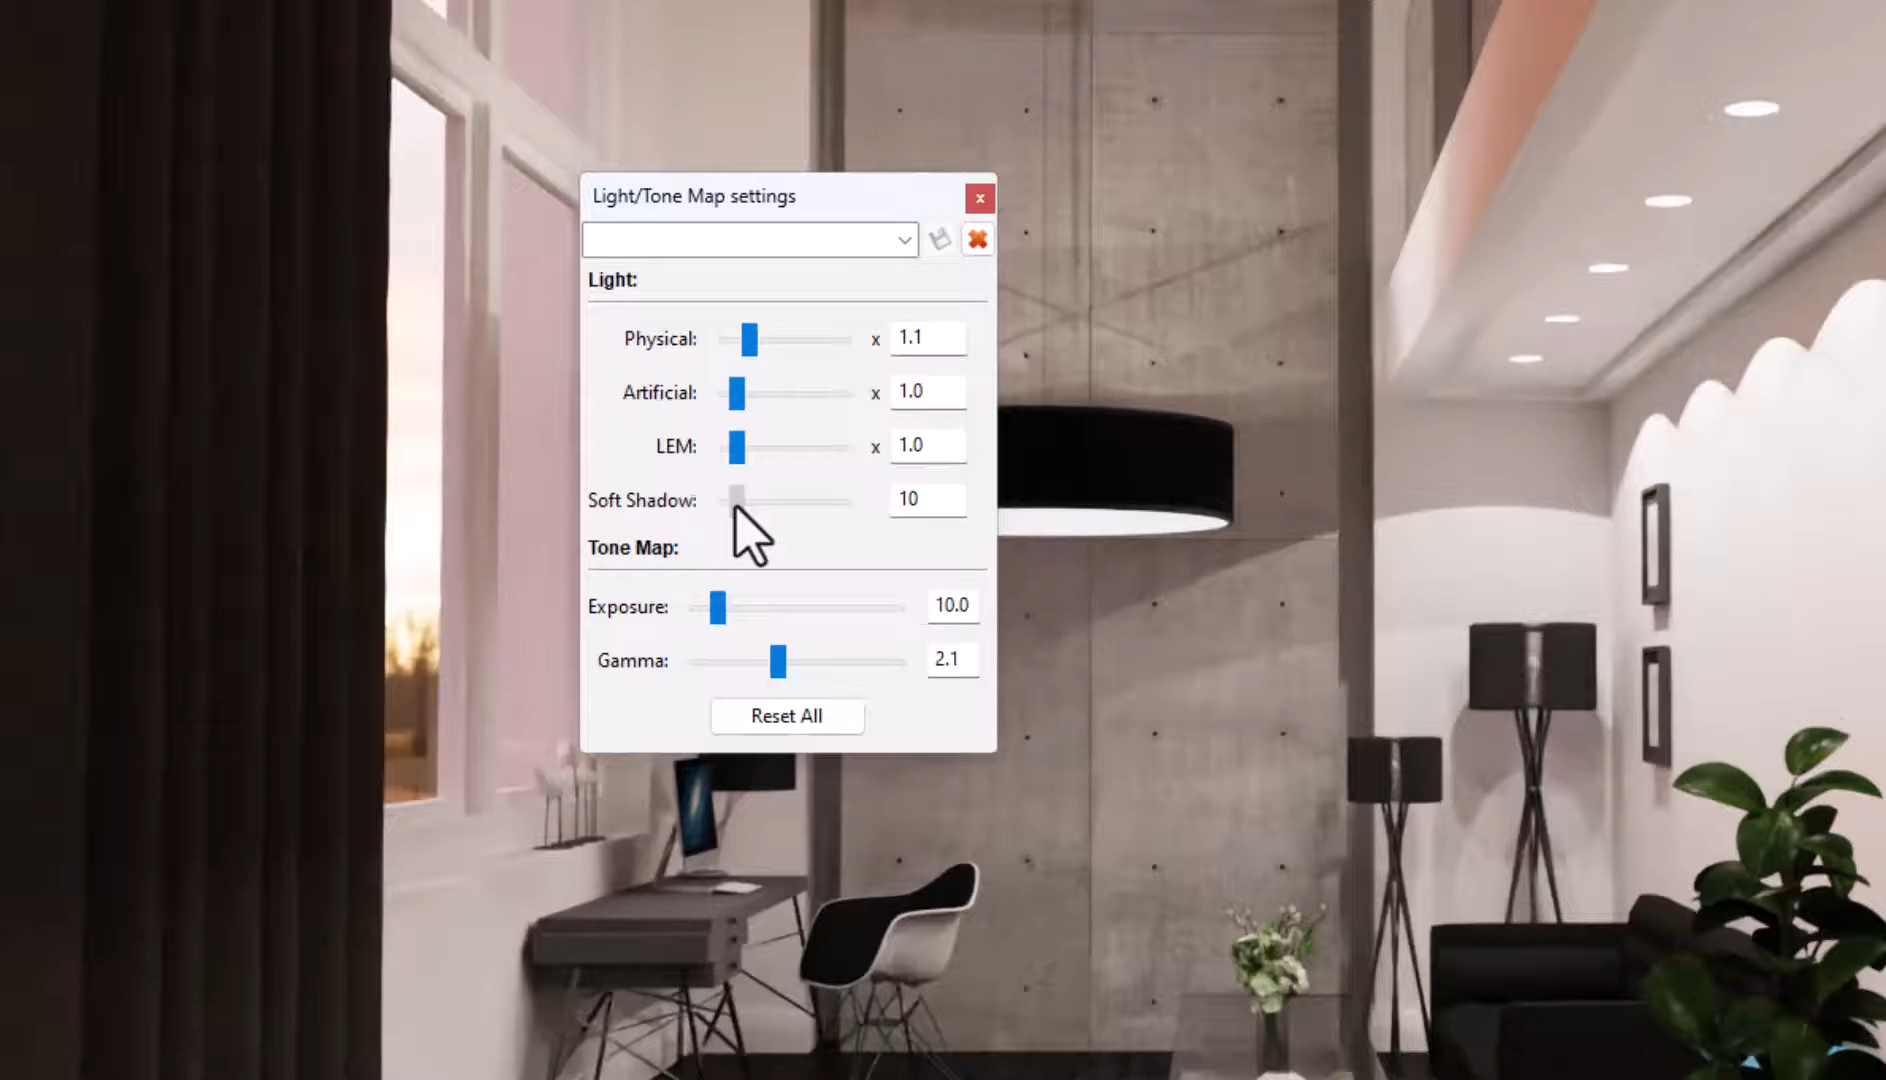 Light/Tone Map settings
x
Light:
Physical: x 1.1
Artificial: x 1.0
LEM: x 1.0
Soft Shadow: 10
Tone Map:
Exposure: 10.0
Gamma: 2.1
Reset All